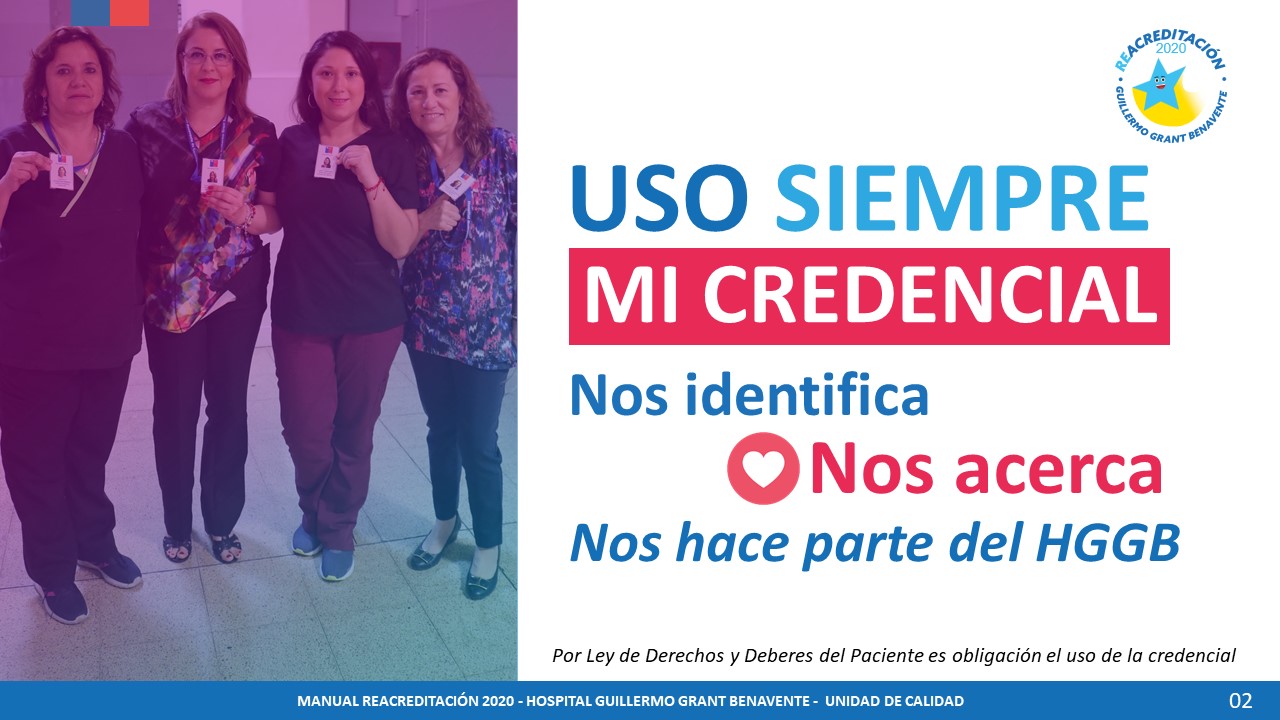 REACREDITACIÓN
2020
GUILLERMO GRANT BENAVENTE
USO SIEMPRE
MI CREDENCIAL
Nos identifica
Nos acerca
Nos hace parte del HGGB
Por Ley de Derechos y Deberes del Paciente es obligación el uso de la credencial
MANUAL REACREDITACIÓN 2020 - HOSPITAL GUILLERMO GRANT BENAVENTE - UNIDAD DE CALIDAD
02